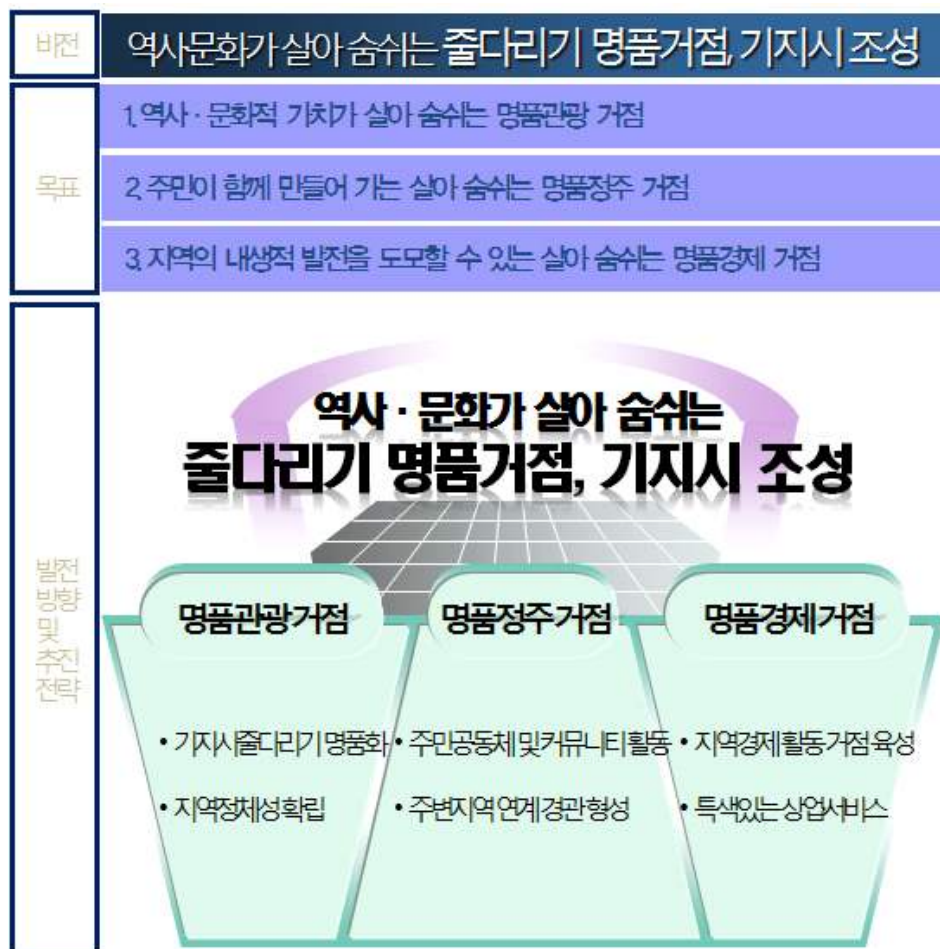 비전
역사문화가 살아 숨쉬는 줄다리기 명품거점, 기지시 조성
목표
1. 역사 · 문화적 가치가 살아 숨쉬는 명품관광 거점
2. 주민이 함께 만들어 가는 살아 숨쉬는 명품정주 거점
3. 지역의 내생적 발전을 도모할 수 있는 살아 숨쉬는 명품경제 거점
발전
방향
및
추진
전략
역사 · 문화가 살아 숨쉬는
줄다리기 명품거점, 기지시 조성
명품관광 거점
• 기지시줄다리기 명품화
• 지역정체성 확립
명품정주 거점
• 주민공동체 및 커뮤니티 활동
• 주변지역 연계 경관 형성
명품경제 거점
• 지역경제 활동 거점 육성
• 특색있는 상업서비스